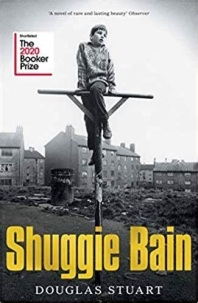 'A novel of rare and lasting beauty' Observer
Shortlisted
The
2020
Booker
Prize
Shuggie Bain
DOUGLAS STUART